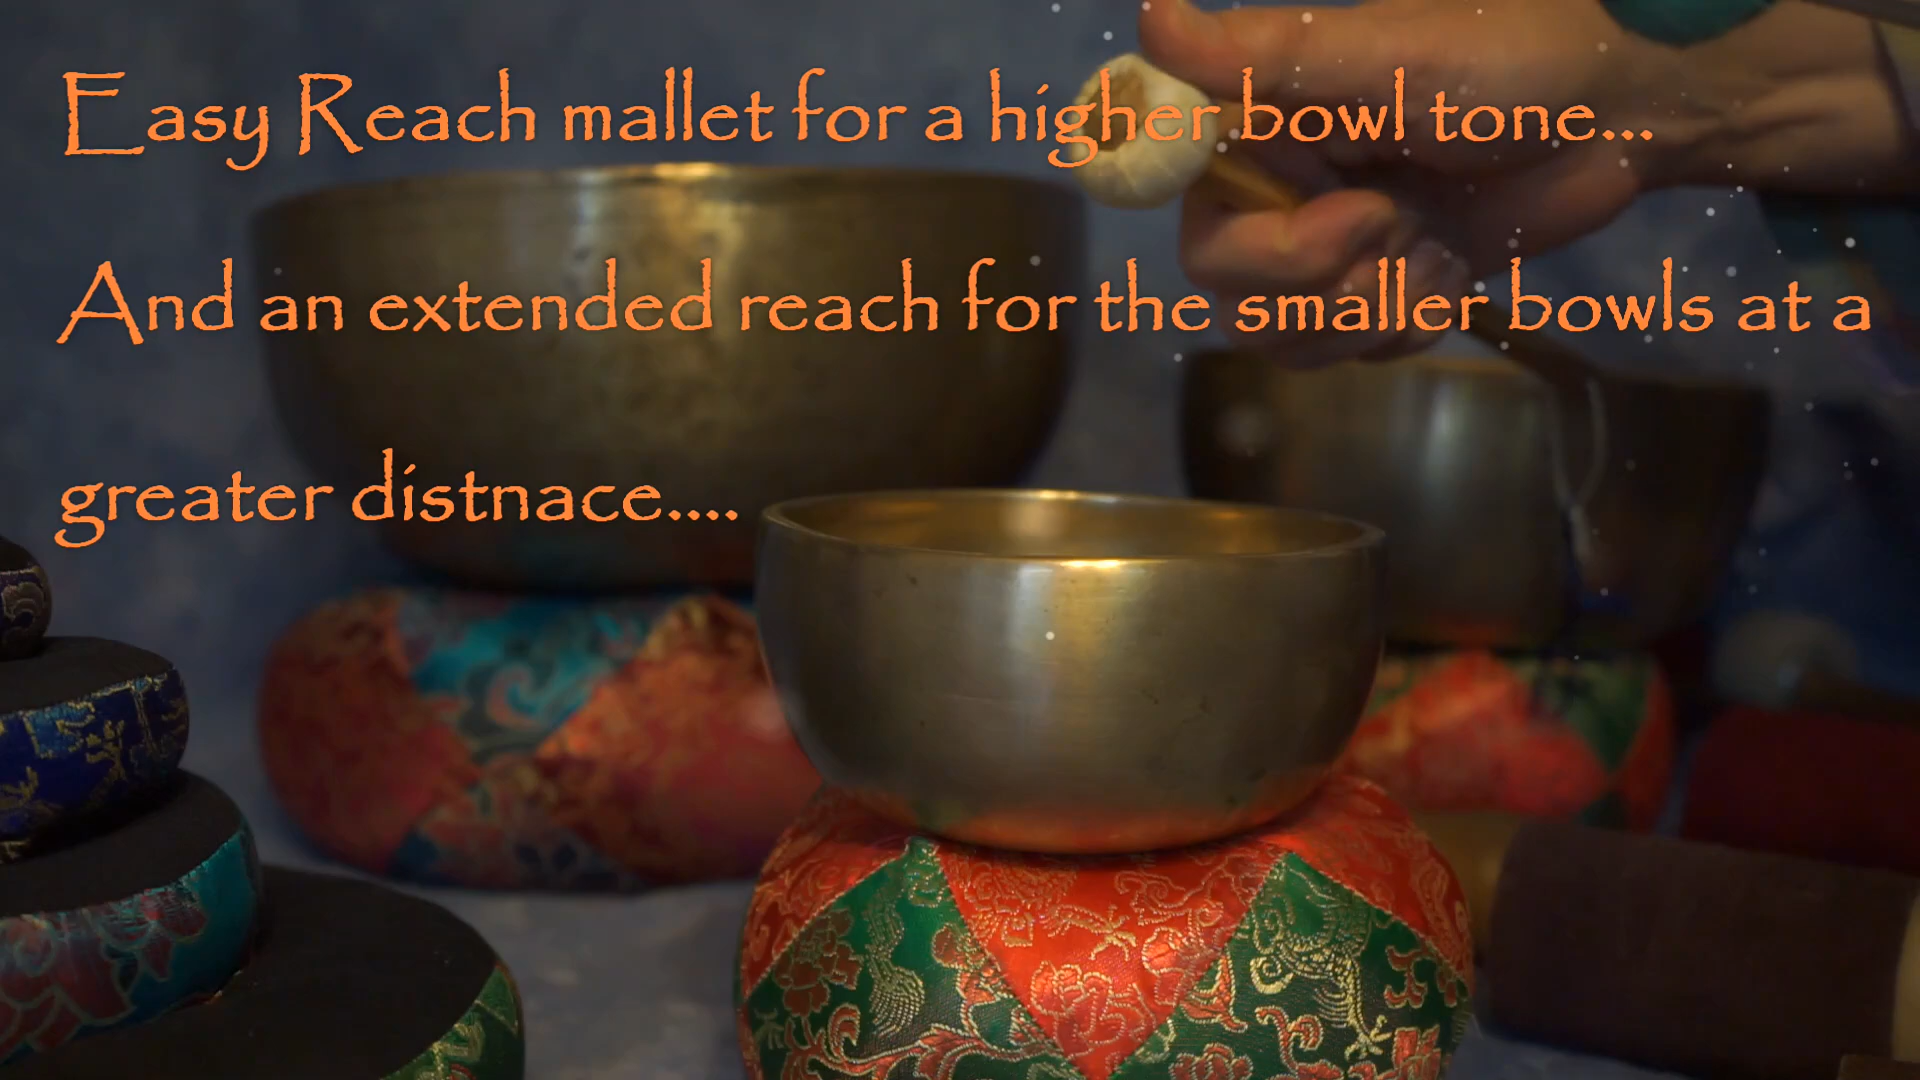 Easy Reach mallet for a higher bowl tone...
And an extended reach for the smaller bowls at a
greater distnace....